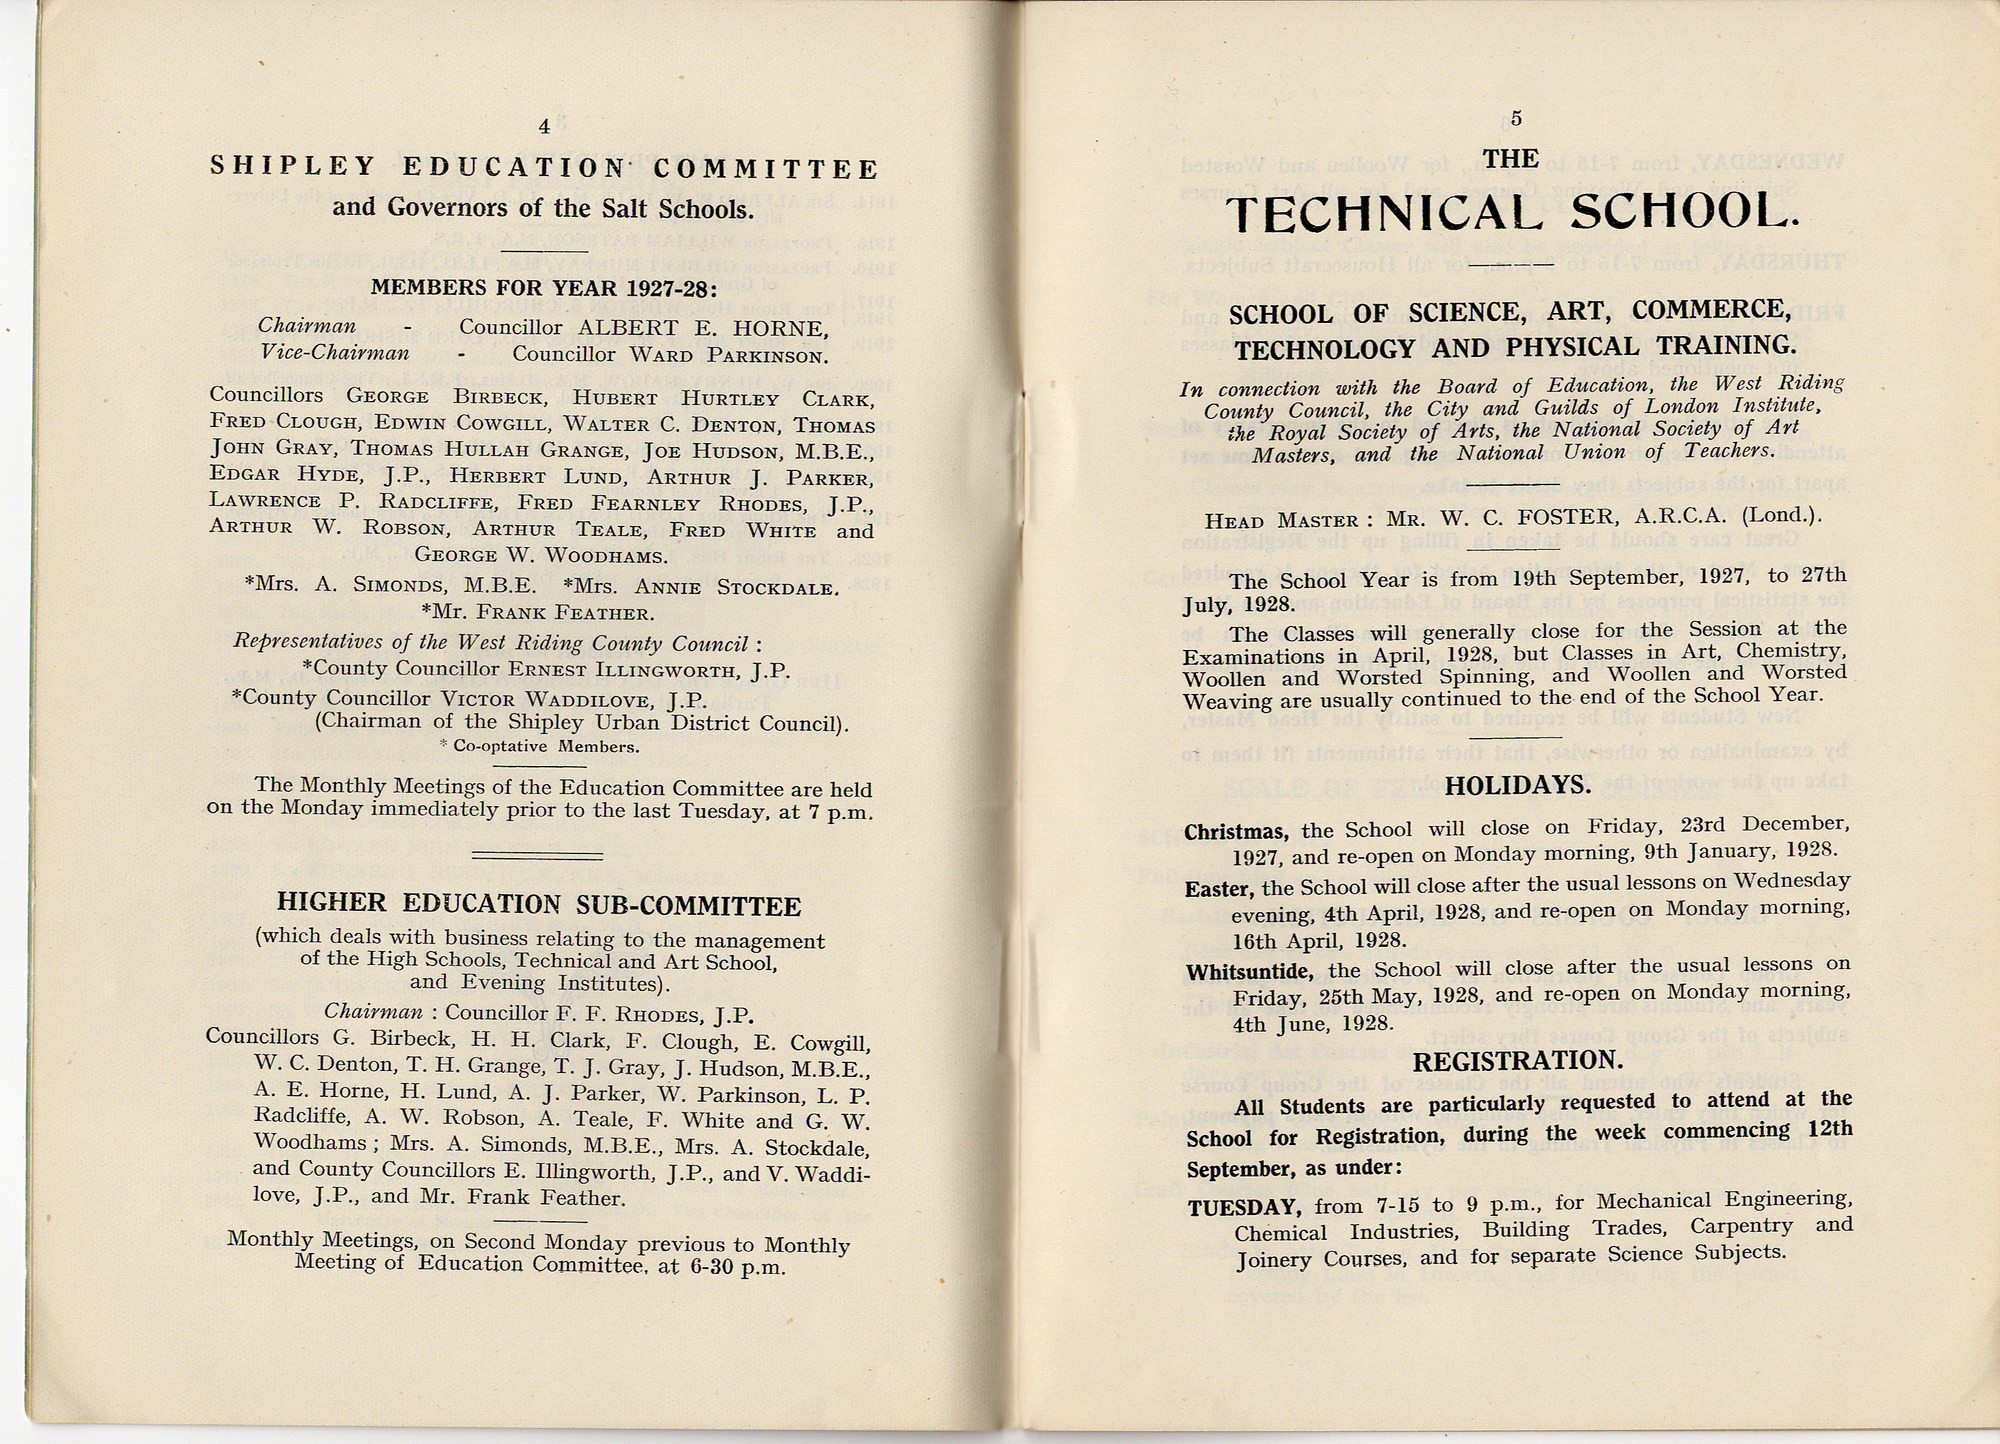 4
SHIPLEY EDUCATION COMMITTEE
and Governors of the Salt Schools.
MEMBERS FOR YEAR 1927-28:
Chairman - Councillor ALBERT E. HORNE,
Vice-Chairman - Councillor WARD PARKINSON.
Councillors GEORGE BIRBECK, HUBERT HURTLEY CLARK,
FRED CLOUGH, EDWIN COWGILL, WALTER C. DENTON, THOMAS
JOHN GRAY, THOMAS HULLAH GRANGE, JOE HUDSON, M.B.E.,
EDGAR HYDE, J.P., HERBERT LUND, ARTHUR J. PARKER,
LAWRENCE P. RADCLIFFE, FRED FEARNLEY RHODES, J.P.,
ARTHUR W. ROBSON, ARTHUR TEALE, FRED WHITE and
GEORGE W. WOODHAMS.
*Mrs. A. SIMONDS, M.B.E. *Mrs. ANNIE STOCKDALE.
*Mr. FRANK FEATHER.
Representatives of the West Riding County Council :
*County Councillor ERNEST ILLINGWORTH, J.P.
*County Councillor VICTOR WADDILOVE, J.P.
(Chairman of the Shipley Urban District Council).
* Co-optative Members.
The Monthly Meetings of the Education Committee are held
on the Monday immediately prior to the last Tuesday, at 7 p.m.
HIGHER EDUCATION SUB-COMMITTEE
(which deals with business relating to the management
of the High Schools, Technical and Art School,
and Evening Institutes).
Chairman : Councillor F. F. RHODES, J.P.
Councillors G. Birbeck, H. H. Clark, F. Clough, E. Cowgill,
W. C. Denton, T. H. Grange, T. J. Gray, J. Hudson, M.B.E.,
A. E. Horne, H. Lund, A. J. Parker, W. Parkinson, L. P.
Radcliffe, A. W. Robson, A. Teale, F. White and G. W.
Woodhams ; Mrs. A. Simonds, M.B.E., Mrs. A. Stockdale,
and County Councillors E. Illingworth, J.P., and V. Waddi-
love, J.P., and Mr. Frank Feather.
Monthly Meetings, on Second Monday previous to Monthly
Meeting of Education Committee, at 6-30 p.m.
5
THE
TECHNICAL SCHOOL.
SCHOOL OF SCIENCE, ART, COMMERCE,
TECHNOLOGY AND PHYSICAL TRAINING.
In connection with the Board of Education, the West Riding
County Council, the City and Guilds of London Institute,
the Royal Society of Arts, the National Society of Art
Masters, and the National Union of Teachers.
HEAD MASTER : MR. W. C. FOSTER, A.R.C.A. (Lond.).
The School Year is from 19th September, 1927, to 27th
July, 1928.
The Classes will generally close for the Session at the
Examinations in April, 1928, but Classes in Art, Chemistry,
Woollen and Worsted Spinning, and Woollen and Worsted
Weaving are usually continued to the end of the School Year.
HOLIDAYS.
Christmas, the School will close on Friday, 23rd December,
1927, and re-open on Monday morning, 9th January, 1928.
Easter, the School will close after the usual lessons on Wednesday
evening, 4th April, 1928, and re-open on Monday morning,
16th April, 1928.
Whitsuntide, the School will close after the usual lessons on
Friday, 25th May, 1928, and re-open on Monday morning,
4th June, 1928.
REGISTRATION.
All Students are particularly requested to attend at the
School for Registration, during the week commencing 12th
September, as under:
TUESDAY, from 7-15 to 9 p.m., for Mechanical Engineering,
Chemical Industries, Building Trades, Carpentry and
Joinery Courses, and for separate Science Subjects.